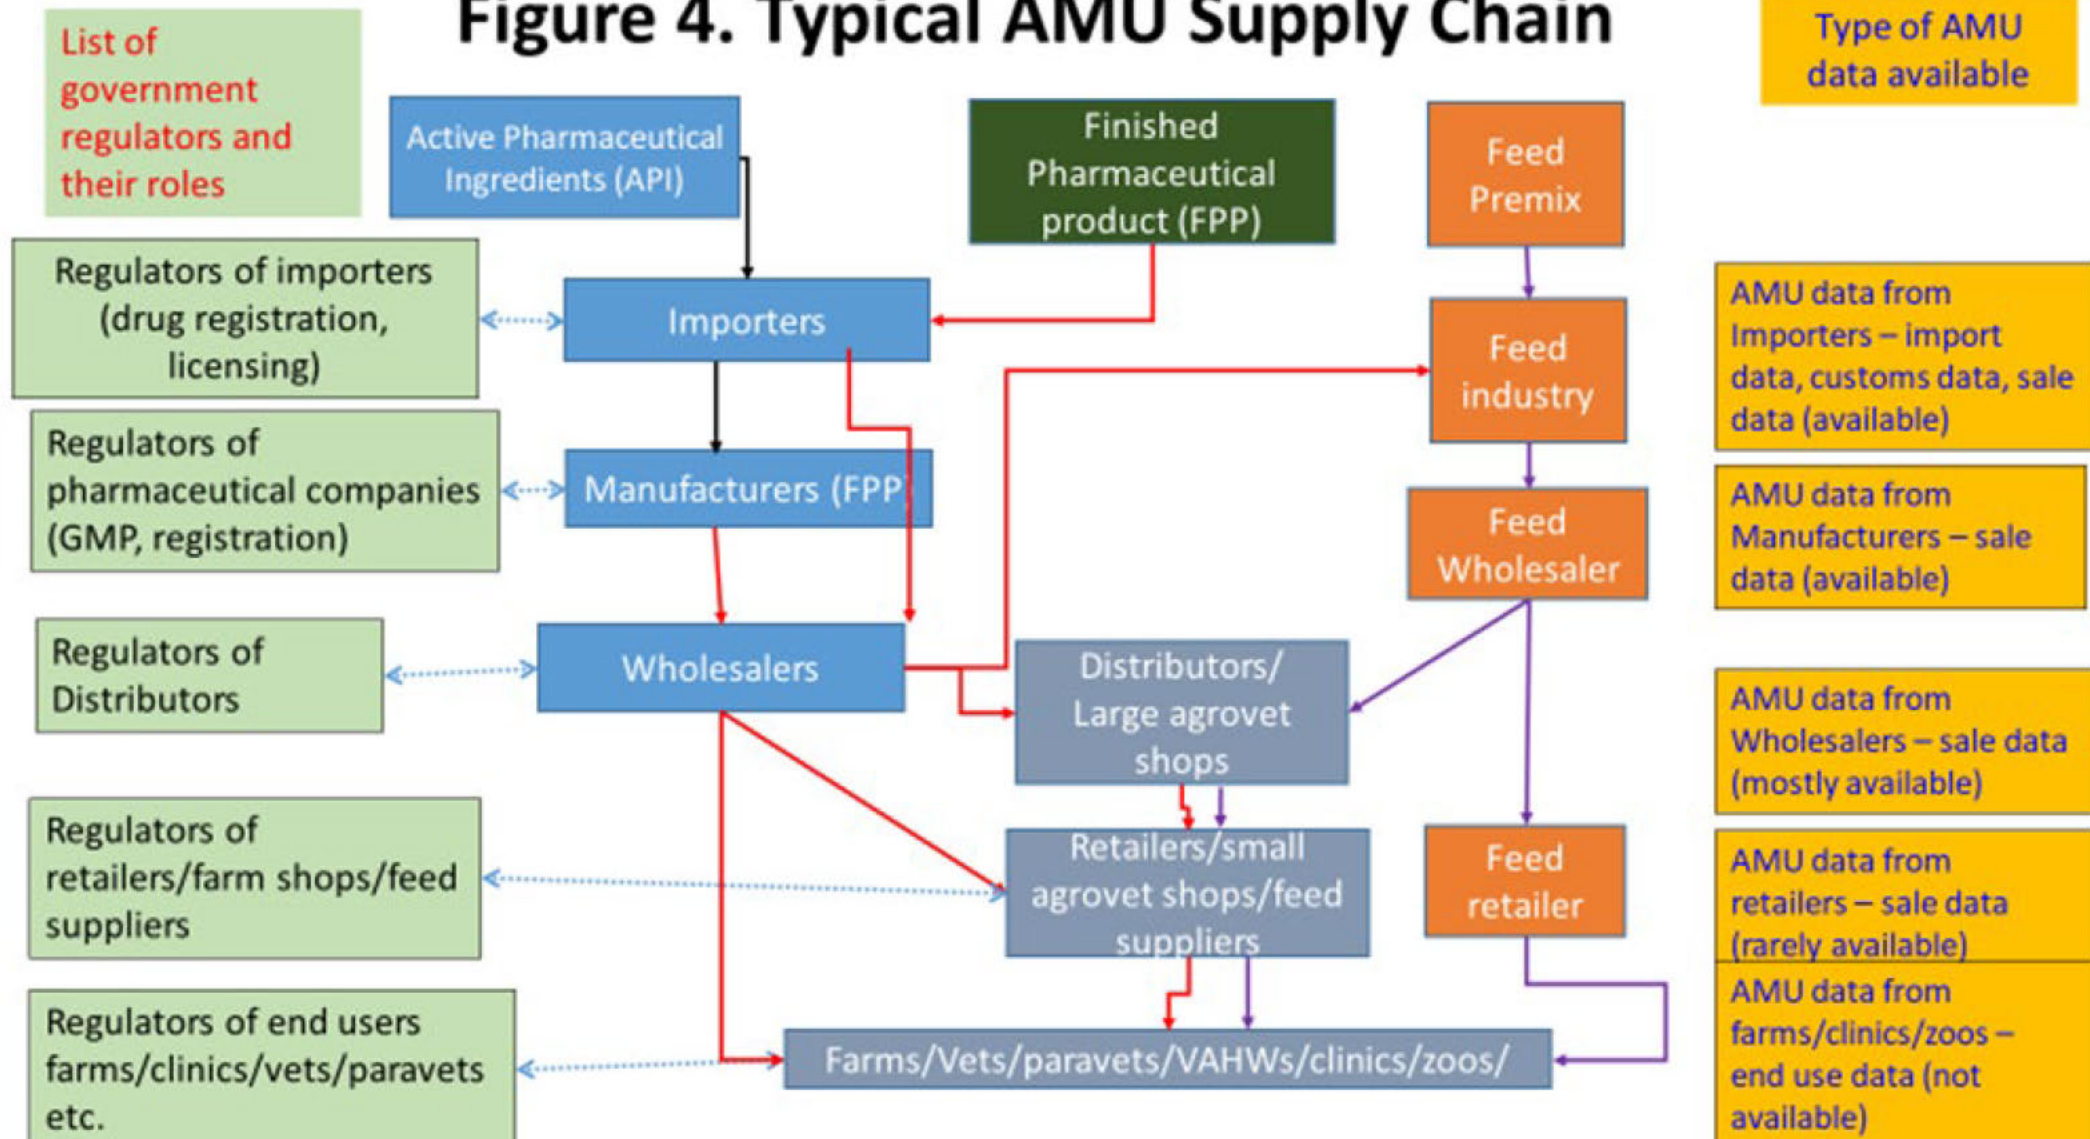 Figure 4. Typical AMU Supply Chain
List of
government
regulators and
their roles
Type of AMU
data available
Active Pharmaceutical
Ingredients (API)
Finished
Pharmaceutical
product (FPP)
Feed
Premix
Regulators of importers
(drug registration,
licensing)
Importers
Feed
industry
AMU data from
Importers – import
data, customs data, sale
data (available)
Regulators of
pharmaceutical companies
(GMP, registration)
Manufacturers (FPP
Feed
Wholesaler
AMU data from
Manufacturers – sale
data (available)
Regulators of
Distributors
Wholesalers
Distributors/
Large agrovet
shops
AMU data from
Wholesalers – sale data
(mostly available)
Regulators of
retailers/farm shops/feed
suppliers
Retailers/small
agrovet shops/feed
suppliers
Feed
retailer
AMU data from
retailers – sale data
(rarely available)
Regulators of end users
farms/clinics/vets/paravets
etc.
Farms/Vets/paravets/VAHWs/clinics/zoos/
AMU data from
farms/clinics/zoos –
end use data (not
available)